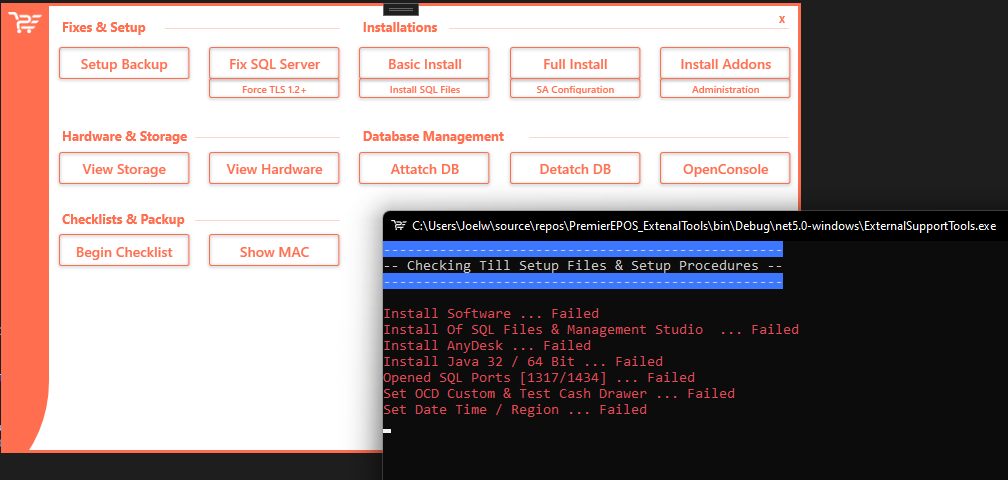 Fixes & Setup
Installations
x
Setup Backup
Fix SQL Server
Basic Install
Full Install
Install Addons
Force TLS 1.2+
Install SQL Files
SA Configuration
Administration
Hardware & Storage
Database Management
View Storage
View Hardware
Attatch DB
Detatch DB
OpenConsole
Checklists & Packup
Begin Checklist
Show MAC
C:\Users\Joelw\source\repos\PremierEPOS_ExtenalTools\bin\Debug\net5.0-windows\ExternalSupportTools.exe
--------------------------------------------------
-- Checking Till Setup Files & Setup Procedures --
--------------------------------------------------
Install Software ... Failed
Install Of SQL Files & Management Studio  ... Failed
Install AnyDesk ... Failed
Install Java 32 / 64 Bit ... Failed
Opened SQL Ports [1317/1434] ... Failed
Set OCD Custom & Test Cash Drawer ... Failed
Set Date Time / Region ... Failed